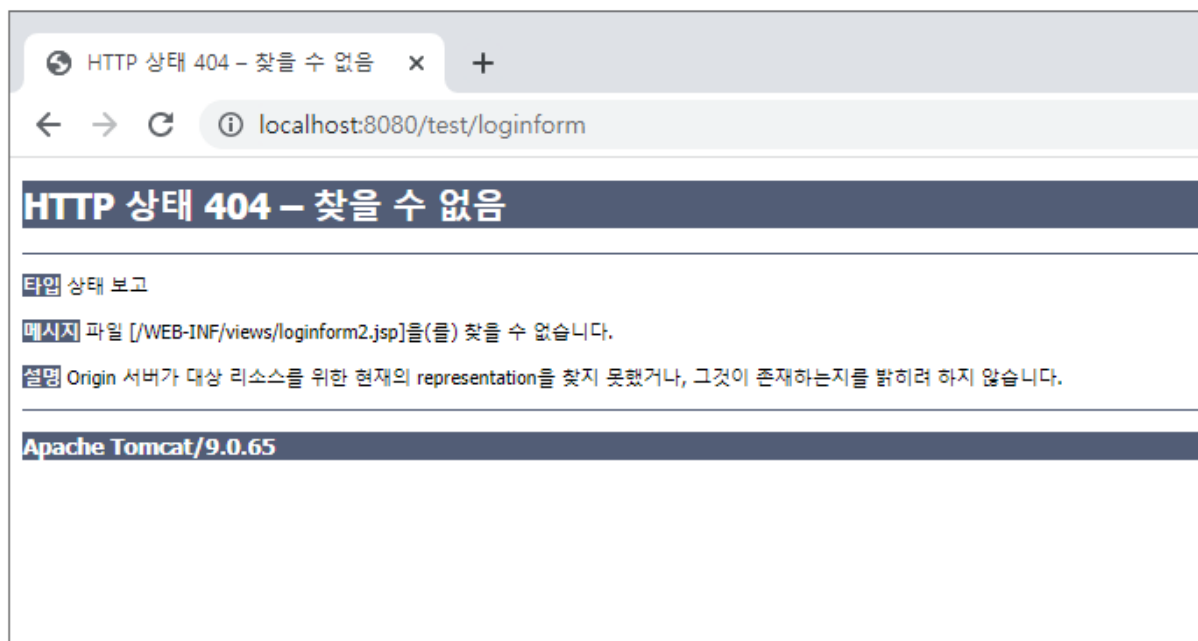 HTTP 상태 404 – 찾을 수 없음
localhost:8080/test/loginform
HTTP 상태 404 – 찾을 수 없음
타입 상태 보고
메시지 파일 [/WEB-INF/views/loginform2.jsp]을(를) 찾을 수 없습니다.
설명 Origin 서버가 대상 리소스를 위한 현재의 representation을 찾지 못했거나, 그것이 존재하는지를 밝히려 하지 않습니다.
Apache Tomcat/9.0.65